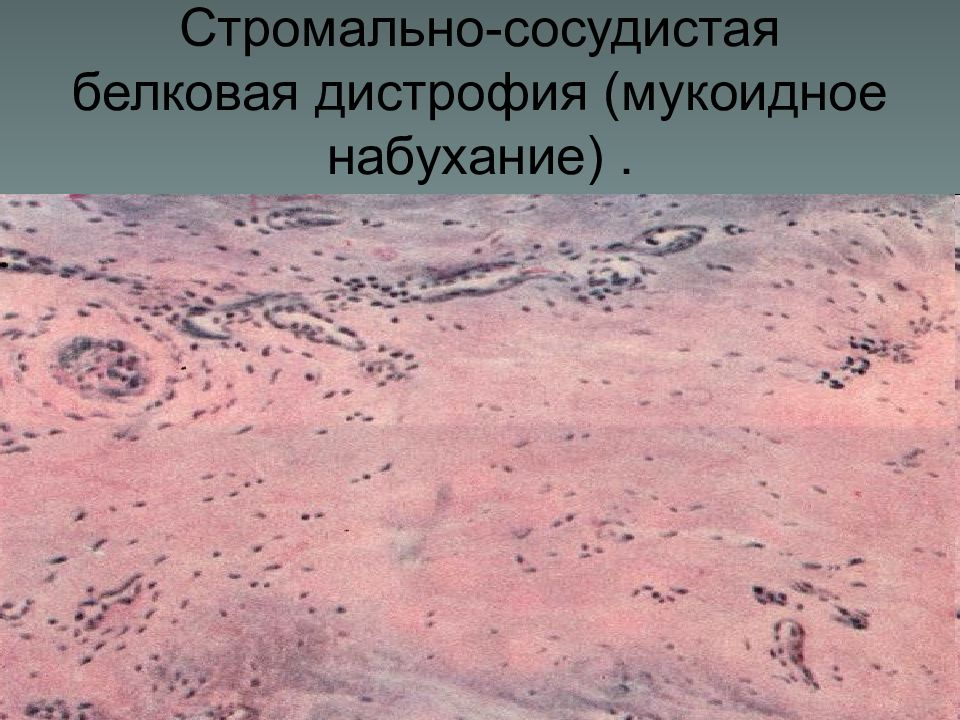 Стромально-сосудистая
белковая дистрофия (мукоидное
набухание) .